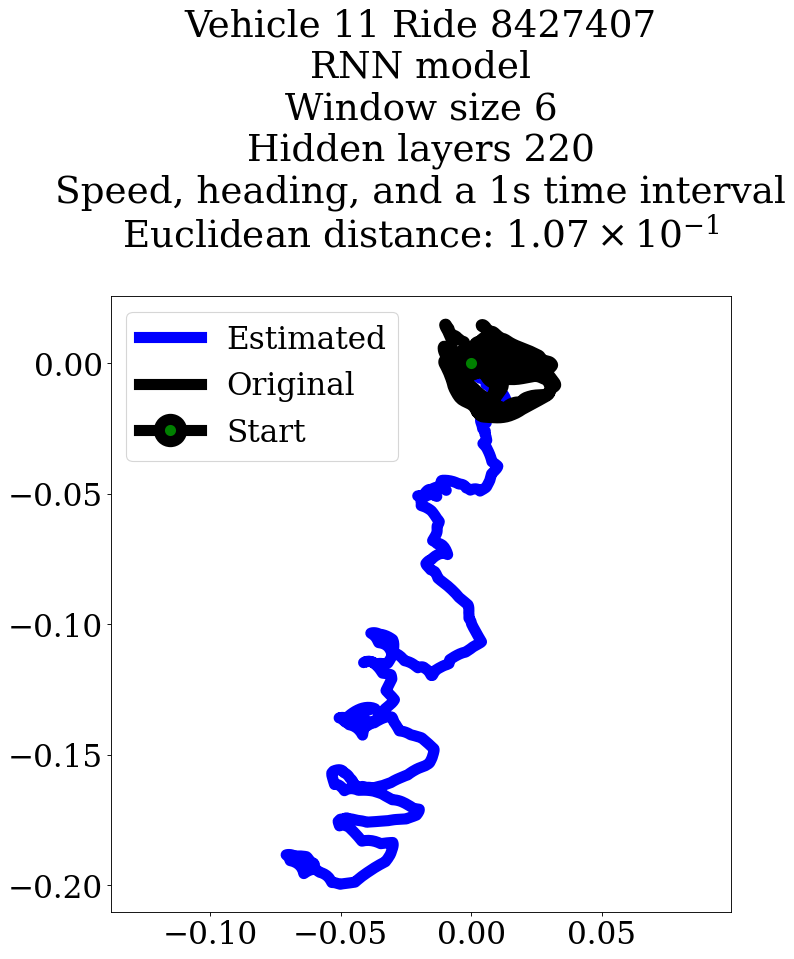 Vehicle 11 Ride 8427407
RNN model
Window size 6
Hidden layers 220
Speed, heading, and a 1s time interval
Euclidean distance: 1.07 × 10⁻¹
Estimated
Original
Start
0.00
−0.05
−0.10
−0.15
−0.20
−0.10 −0.05 0.00 0.05